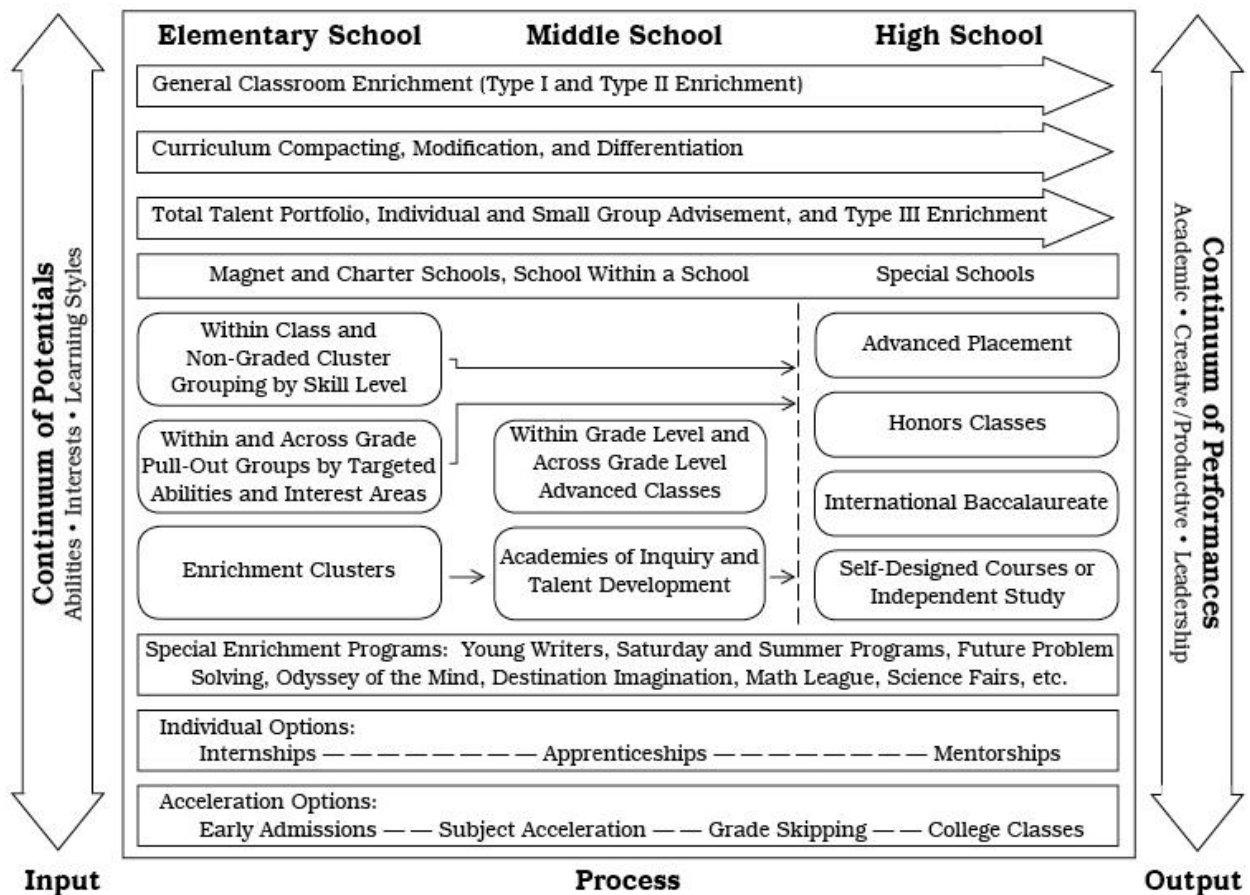 Elementary School
Middle School
High School
General Classroom Enrichment (Type I and Type II Enrichment)
Curriculum Compacting, Modification, and Differentiation
Total Talent Portfolio, Individual and Small Group Advisement, and Type III Enrichment
Magnet and Charter Schools, School Within a School
Special Schools
Within Class and
Non-Graded Cluster
Grouping by Skill Level
Within and Across Grade
Pull-Out Groups by Targeted
Abilities and Interest Areas
Enrichment Clusters
Within Grade Level and
Across Grade Level
Advanced Classes
Academies of Inquiry and
Talent Development
Advanced Placement
Honors Classes
International Baccalaureate
Self-Designed Courses or
Independent Study
Special Enrichment Programs: Young Writers, Saturday and Summer Programs, Future Problem
Solving, Odyssey of the Mind, Destination Imagination, Math League, Science Fairs, etc.
Individual Options:
Internships — — — — — — — Apprenticeships — — — — — — — Mentorships
Acceleration Options:
Early Admissions — — Subject Acceleration — — Grade Skipping — — College Classes
Continuum of Potentials
Abilities • Interests • Learning Styles
Continuum of Performances
Academic • Creative/Productive • Leadership
Input
Process
Output